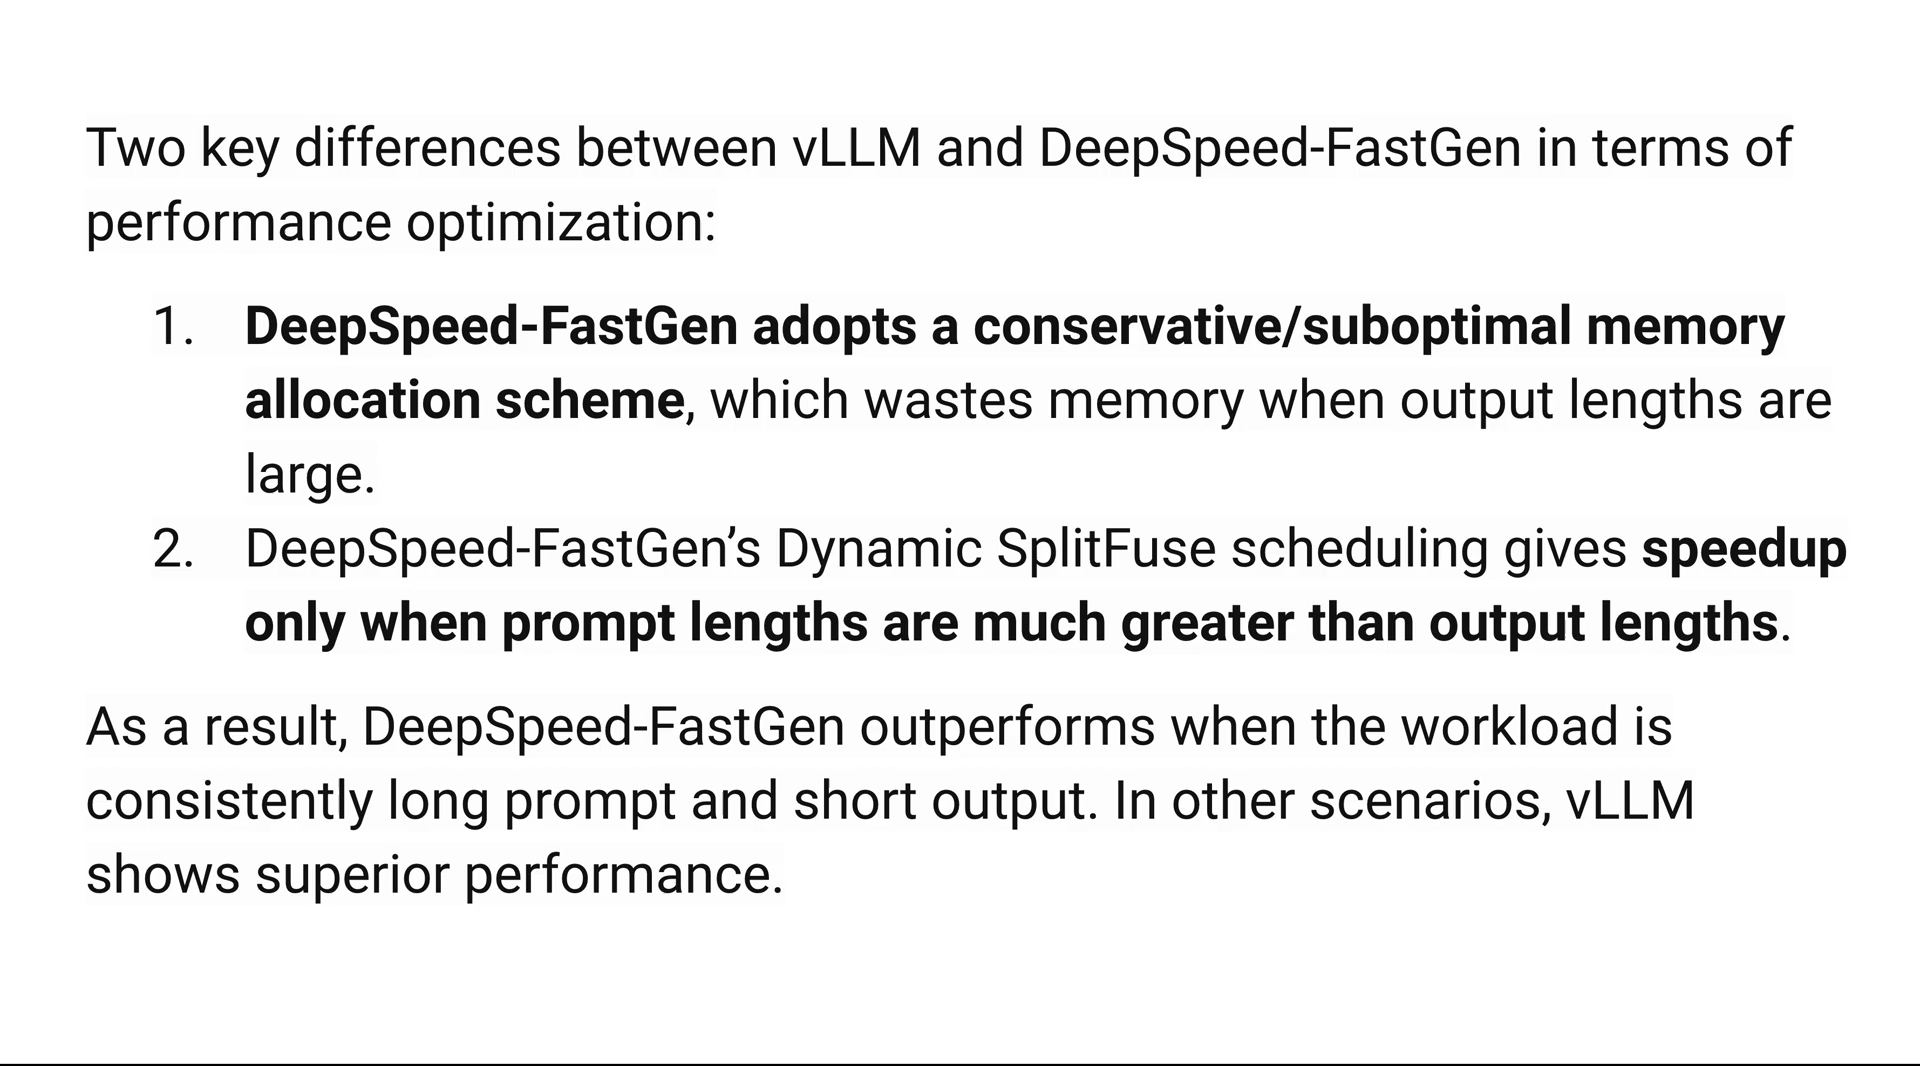 Two key differences between vLLM and DeepSpeed-FastGen in terms of
performance optimization:
1. DeepSpeed-FastGen adopts a conservative/suboptimal memory
allocation scheme, which wastes memory when output lengths are
large.
2. DeepSpeed-FastGen’s Dynamic SplitFuse scheduling gives speedup
only when prompt lengths are much greater than output lengths.
As a result, DeepSpeed-FastGen outperforms when the workload is
consistently long prompt and short output. In other scenarios, vLLM
shows superior performance.